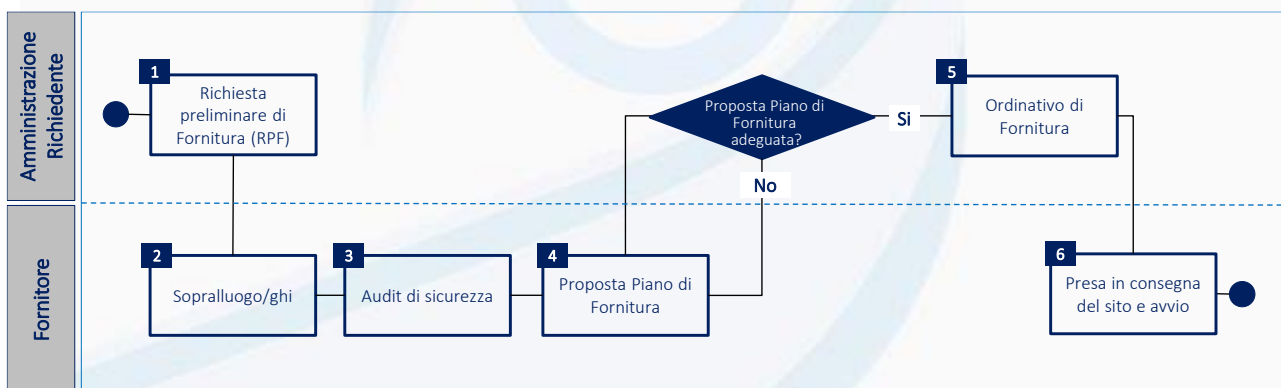 Amministrazione
Richiedente
1
Richiesta
preliminare di
Fornitura (RPF)
Proposta Piano di
Fornitura
adeguata?
Si
No
5
Ordinativo di
Fornitura
Fornitore
2
Sopralluogo/ghi
3
Audit di sicurezza
4
Proposta Piano di
Fornitura
6
Presa in consegna
del sito e avvio